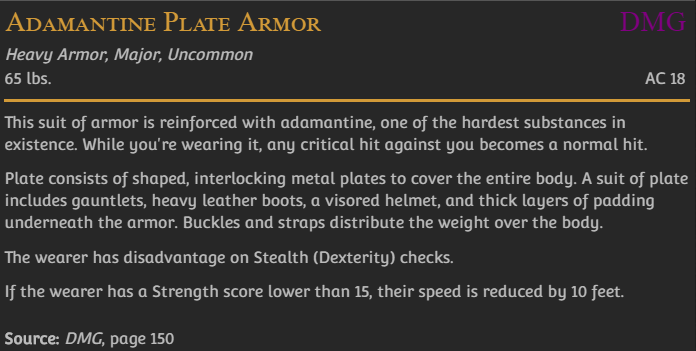 Adamantine Plate Armor DMG
Heavy Armor, Major, Uncommon
65 lbs. AC 18
This suit of armor is reinforced with adamantine, one of the hardest substances in
existence. While you're wearing it, any critical hit against you becomes a normal hit.
Plate consists of shaped, interlocking metal plates to cover the entire body. A suit of plate
includes gauntlets, heavy leather boots, a visored helmet, and thick layers of padding
underneath the armor. Buckles and straps distribute the weight over the body.
The wearer has disadvantage on Stealth (Dexterity) checks.
If the wearer has a Strength score lower than 15, their speed is reduced by 10 feet.
Source: DMG, page 150